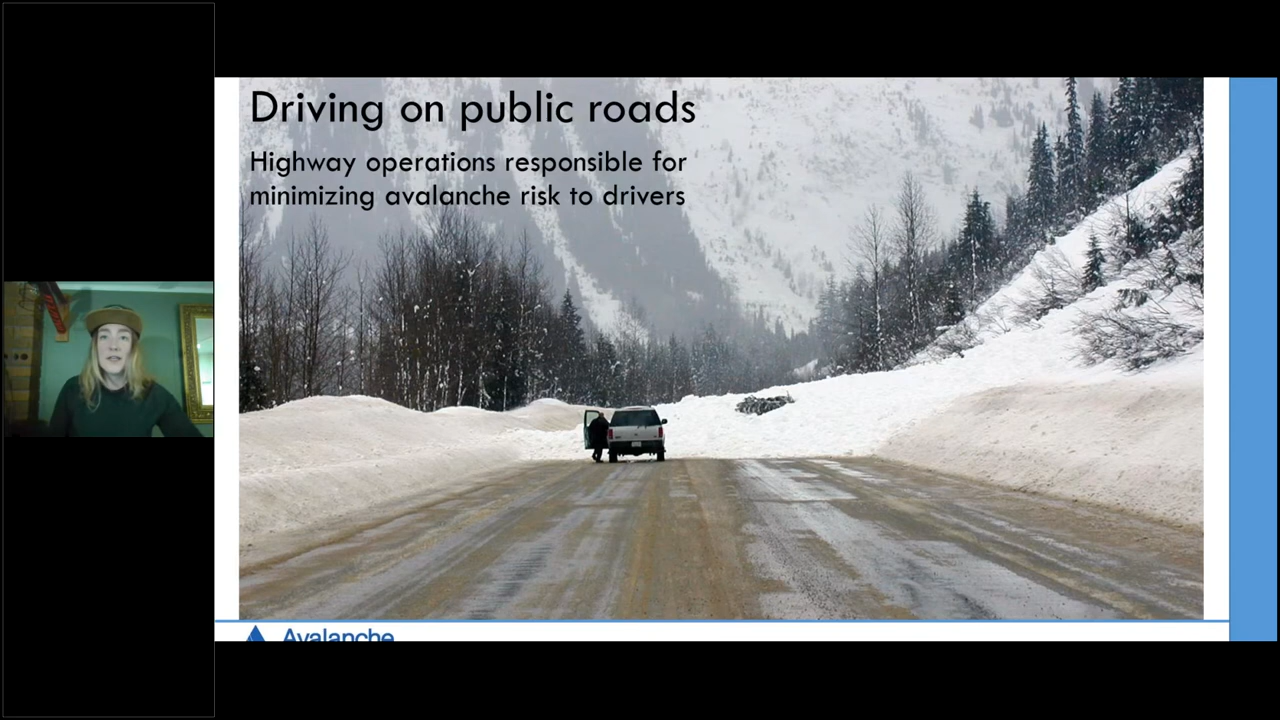 Driving on public roads
Highway operations responsible for
minimizing avalanche risk to drivers
Avalanche